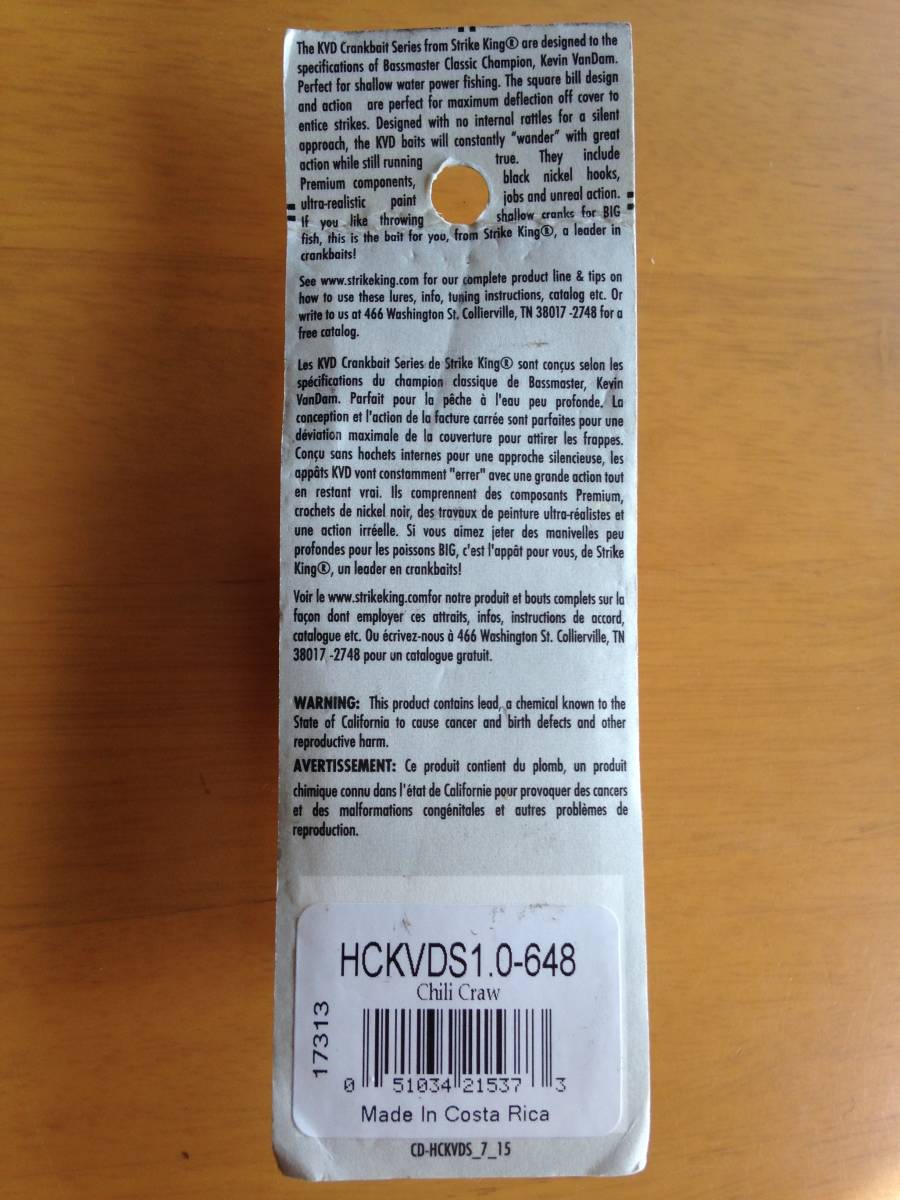 The KVD Crankbait Series from Strike King® are designed to the
specifications of Bassmaster Classic Champion, Kevin VanDam.
Perfect for shallow water power fishing. The square bill design
and action are perfect for maximum deflection off cover to
entice strikes. Designed with no internal rattles for a silent
approach, the KVD baits will constantly "wander" with great
action while still running true. They include
Premium components, black nickel hooks,
ultra-realistic paint jobs and unreal action.
If you like throwing shallow cranks for BIG
fish, this is the bait for you, from Strike King®, a leader in
crankbaits!
See www.strikeking.com for our complete product line & tips on
how to use these lures, info, tuning instructions, catalog etc. Or
write to us at 466 Washington St. Collierville, TN 38017 -2748 for a
free catalog.
Les KVD Crankbait Series de Strike King® sont conçus selon les
spécifications du champion classique de Bassmaster, Kevin
VanDam. Parfait pour la pêche à l'eau peu profonde. La
conception et l'action de la facture carrée sont parfaites pour une
déviation maximale de la couverture pour attirer les frappes.
Conçu sans hochets internes pour une approche silencieuse, les
appâts KVD vont constamment "errer" avec une grande action tout
en restant vrai. Ils comprennent des composants Premium,
crochets de nickel noir, des travaux de peinture ultra-réalistes et
une action irréelle. Si vous aimez jeter des manivelles peu
profondes pour les poissons BIG, c'est l'appât pour vous, de Strike
King®, un leader en crankbaits!
Voir le www.strikeking.comfor notre produit et bouts complets sur la
façon dont employer ces attraits, infos, instructions de accord,
catalogue etc. Ou écrivez-nous à 466 Washington St. Collierville, TN
38017 -2748 pour un catalogue gratuit.
WARNING: This product contains lead, a chemical known to the
State of California to cause cancer and birth defects and other
reproductive harm.
AVERTISSEMENT: Ce produit contient du plomb, un produit
chimique connu dans l'état de Californie pour provoquer des cancers
et des malformations congénitales et autres problèmes de
reproduction.
HCKVDS1.0-648
Chili Craw
17313
0 51034 21537 3
Made In Costa Rica
CD-HCKVDS_7_15